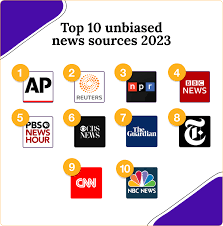 Top 10 unbiased
news sources 2023
1
AP
2
REUTERS
3
npr
4
BBC
NEWS
5
PBS
NEWS
HOUR
6
CBS NEWS
7
The
Guardian
8
9
CNN
10
NBC NEWS